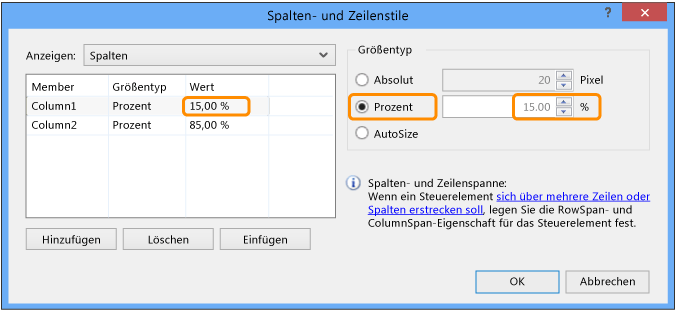 Spalten- und Zeilenstile
?
Anzeigen: Spalten
Member Größentyp Wert
Column1 Prozent 15,00 %
Column2 Prozent 85,00 %
Hinzufügen Löschen Einfügen
Größentyp
Absolut 20 Pixel
Prozent 15.00 %
AutoSize
Spalten- und Zeilenspanne:
Wenn ein Steuerelement sich über mehrere Zeilen oder
Spalten erstrecken soll, legen Sie die RowSpan- und
ColumnSpan-Eigenschaft für das Steuerelement fest.
OK Abbrechen